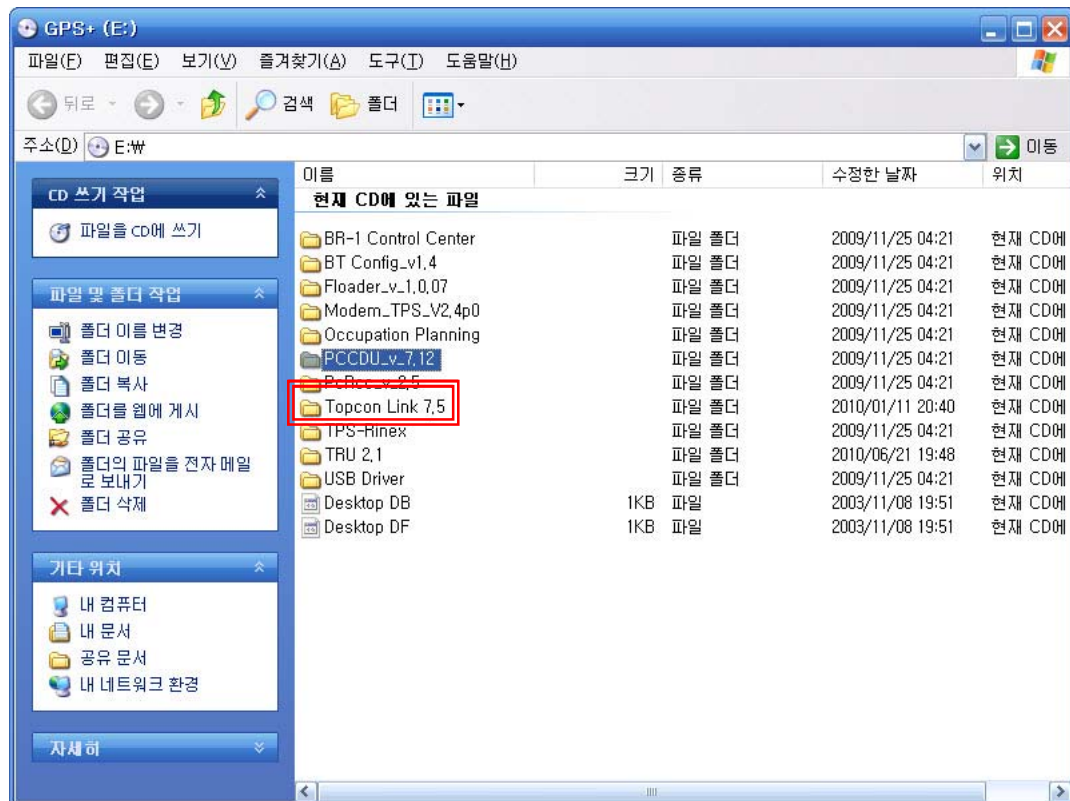 GPS+ (E:)
파일(F) 편집(E) 보기(V) 즐겨찾기(A) 도구(T) 도움말(H)
뒤로 검색 폴더
주소(D) E:₩ 이동
CD 쓰기 작업
파일을 CD에 쓰기
파일 및 폴더 작업
폴더 이름 변경
폴더 이동
폴더 복사
폴더를 웹에 게시
폴더 공유
폴더의 파일을 전자 메일
로 보내기
폴더 삭제
기타 위치
내 컴퓨터
내 문서
공유 문서
내 네트워크 환경
자세히
이름 크기 종류 수정한 날짜 위치
현재 CD에 있는 파일
BR-1 Control Center 파일 폴더 2009/11/25 04:21 현재 CD에
BT Config_v1,4 파일 폴더 2009/11/25 04:21 현재 CD에
Floader_v_1,0,07 파일 폴더 2009/11/25 04:21 현재 CD에
Modem_TPS_V2,4p0 파일 폴더 2009/11/25 04:21 현재 CD에
Occupation Planning 파일 폴더 2009/11/25 04:21 현재 CD에
PCCDU_v_7,12 파일 폴더 2009/11/25 04:21 현재 CD에
파일 폴더 2009/11/25 04:21 현재 CD에
Topcon Link 7,5 파일 폴더 2010/01/11 20:40 현재 CD에
TPS-Rinex 파일 폴더 2009/11/25 04:21 현재 CD에
TRU 2,1 파일 폴더 2010/06/21 19:48 현재 CD에
USB Driver 파일 폴더 2009/11/25 04:21 현재 CD에
Desktop DB 1KB 파일 2003/11/08 19:51 현재 CD에
Desktop DF 1KB 파일 2003/11/08 19:51 현재 CD에